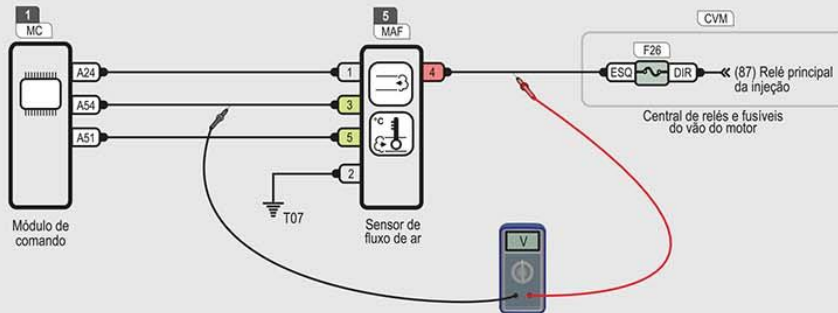 1
MC
A24
A54
A51
Módulo de
comando
5
MAF
1
3
5
2
4
°C
T07
Sensor de
fluxo de ar
V
CVM
F26
ESQ
DIR
(87) Relé principal
da injeção
Central de relés e fusíveis
do vão do motor